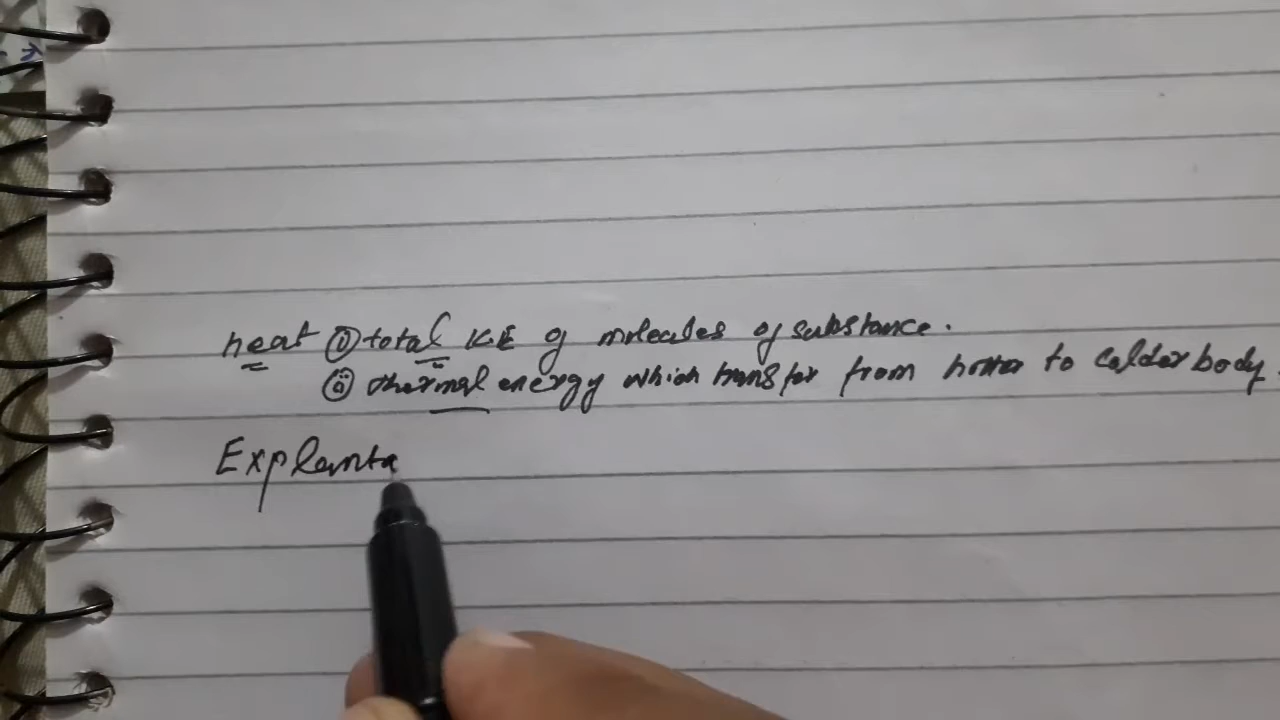 heat ① total K.E of molecules of substance.
② thermal energy which transfer from hotter to colder body.
Explanta